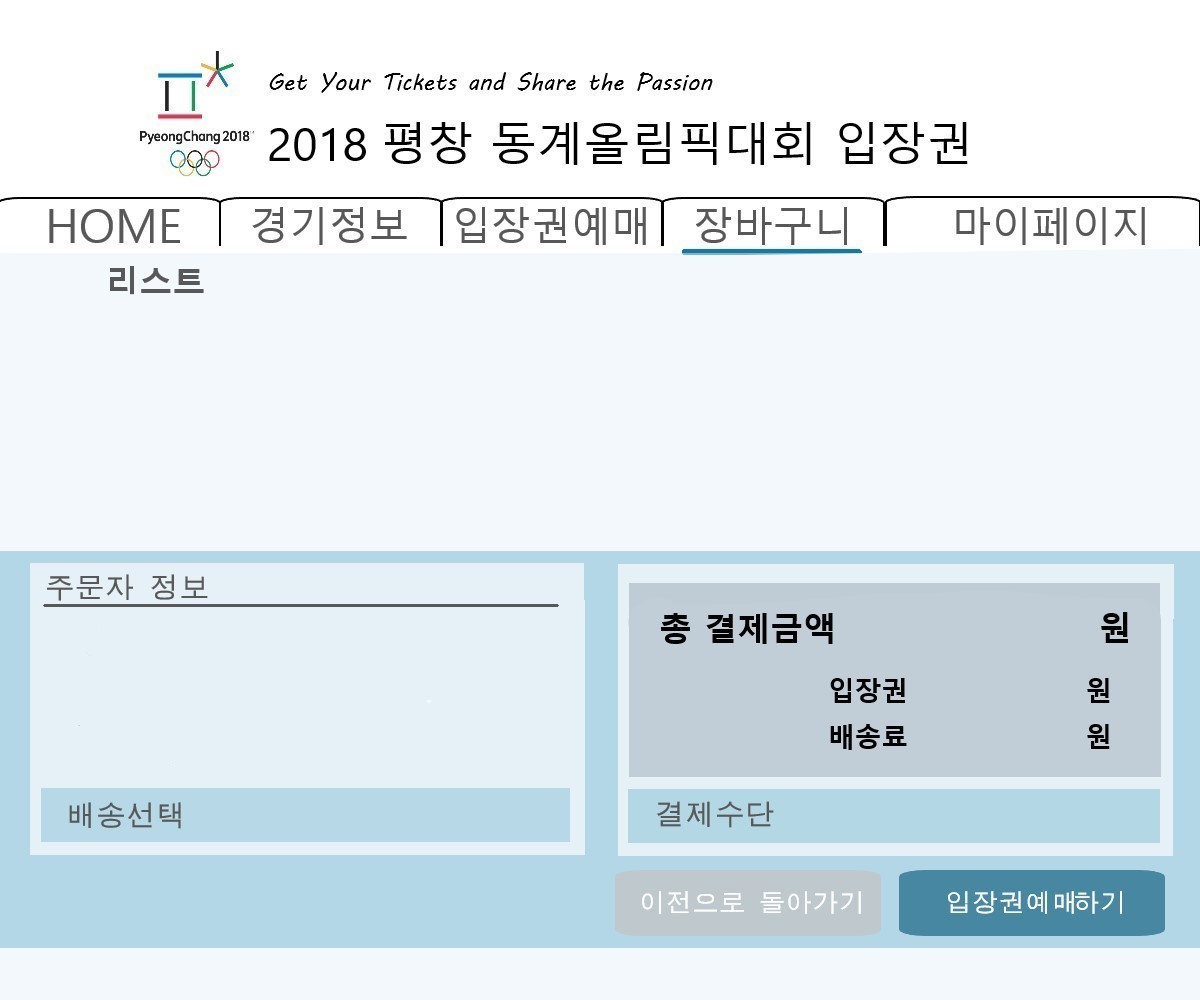 Get Your Tickets and Share the Passion
PyeongChang 2018
2018 평창 동계올림픽대회 입장권
HOME 경기정보 입장권예매 장바구니 마이페이지
리스트
주문자 정보
총 결제금액 원
입장권 원
배송료 원
배송선택
결제수단
이전으로 돌아가기 입장권예매하기